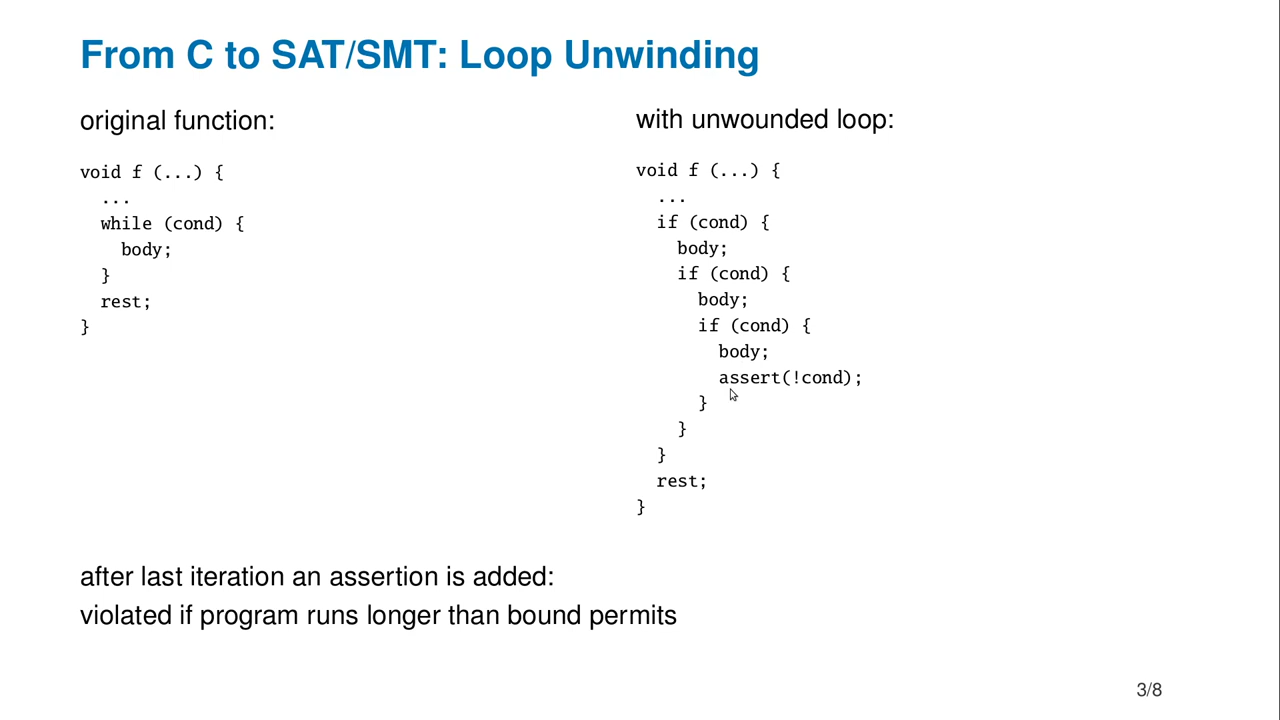 From C to SAT/SMT: Loop Unwinding
original function:
void f (...) {
  ...
  while (cond) {
    body;
  }
  rest;
}
with unwounded loop:
void f (...) {
  ...
  if (cond) {
    body;
    if (cond) {
      body;
      if (cond) {
        body;
        assert(!cond);
      }
    }
  }
  rest;
}
after last iteration an assertion is added:
violated if program runs longer than bound permits
3/8